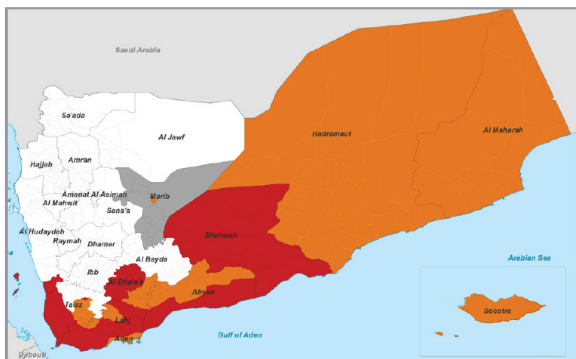 Saudi Arabia
Sa'ada
Al Jawf
Hadramaut
Al Maharah
Hajjah
Amran
Marib
Amanat Al Asimah
Al Mahwit
Sana'a
Shabwah
Al Hudaydah
Raymah
Dhamar
Al Bayda
Arabian Sea
Ibb
Al Dhale'e
Abyan
Taizz
Lahj
Socotra
Aden
Gulf of Aden
Djibouti